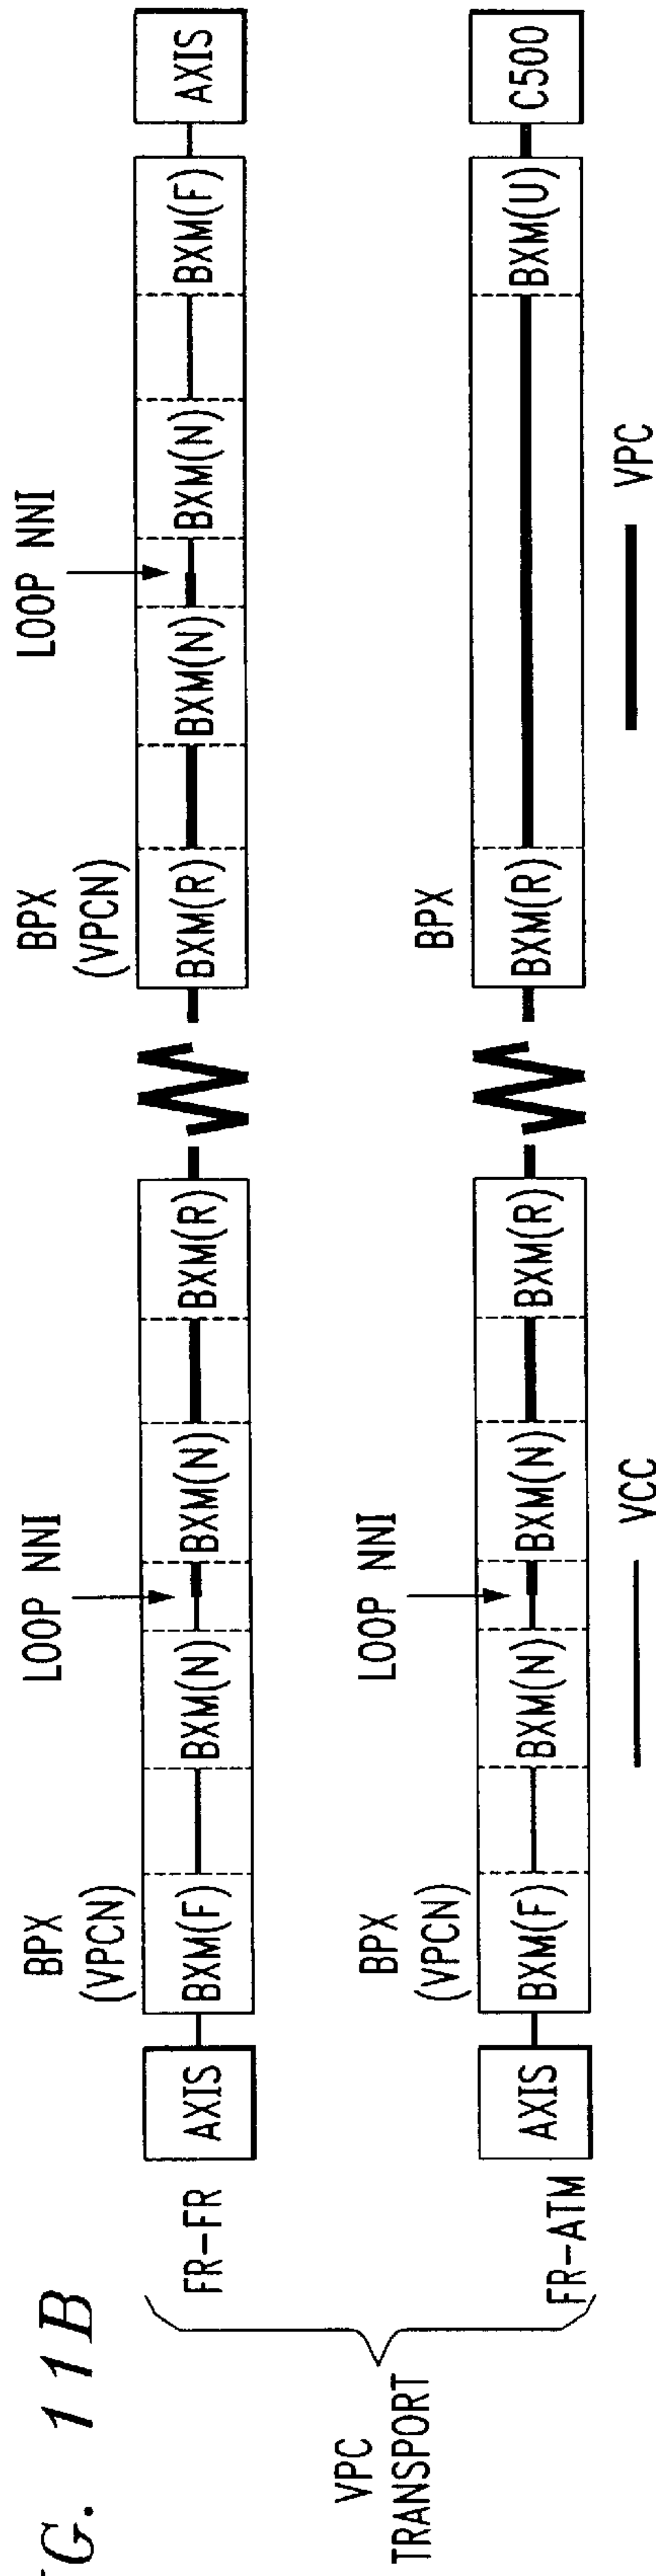 G. 11B
VPC
TRANSPORT
FR-FR
AXIS
BPX
(VPCN)
BXM(F)
BXM(N)
LOOP NNI
BXM(N)
BXM(R)
BPX
(VPCN)
BXM(R)
BXM(N)
LOOP NNI
BXM(N)
BXM(F)
AXIS
FR-ATM
AXIS
BPX
(VPCN)
BXM(F)
BXM(N)
LOOP NNI
BXM(N)
BXM(R)
BPX
BXM(R)
BXM(U)
C500
VCC
VPC